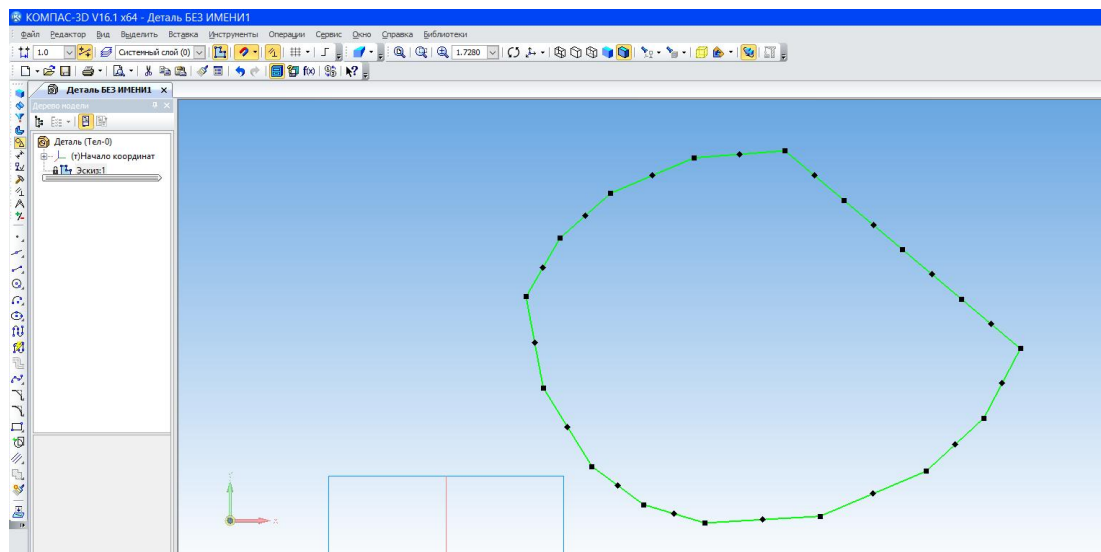 КОМПАС-3D V16.1 x64 - Деталь БЕЗ ИМЕНИ1
Файл Редактор Вид Выделить Вставка Инструменты Операции Сервис Окно Справка Библиотеки
1.0 Системный слой (0) 1.7280
f(x)
Деталь БЕЗ ИМЕНИ1 x
Дерево модели
Деталь (Тел-0)
(т)Начало координат
Эскиз:1